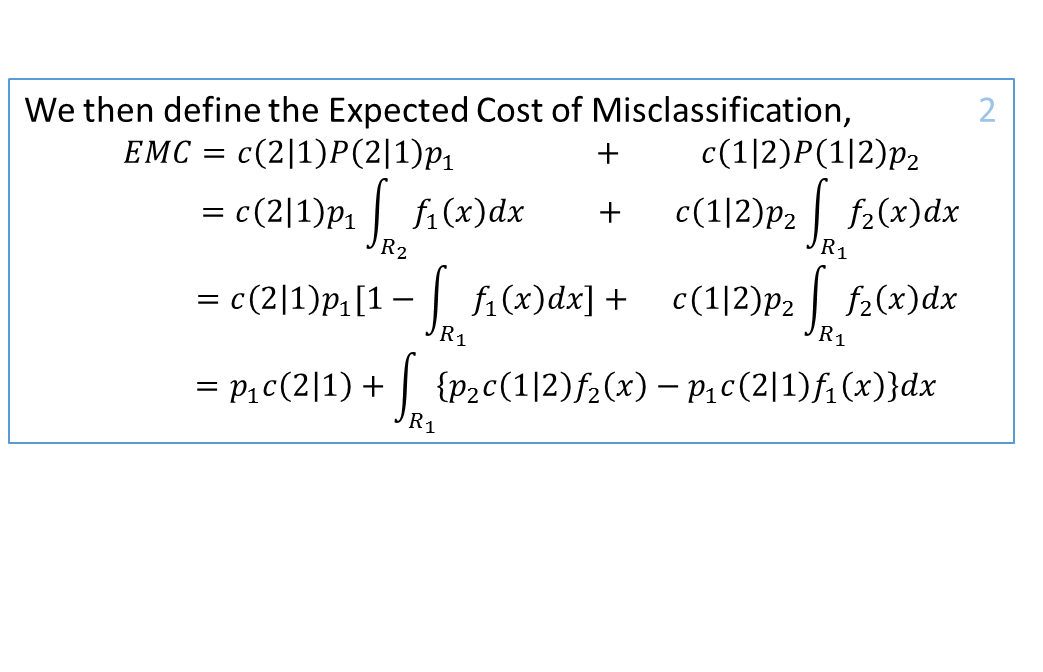 We then define the Expected Cost of Misclassification, 2
𝐸𝑀𝐶 = 𝑐(2|1)𝑃(2|1)𝑝₁ + 𝑐(1|2)𝑃(1|2)𝑝₂
= 𝑐(2|1)𝑝₁ ∫_{𝑅₂} 𝑓₁(𝑥)𝑑𝑥 + 𝑐(1|2)𝑝₂ ∫_{𝑅₁} 𝑓₂(𝑥)𝑑𝑥
= 𝑐(2|1)𝑝₁[1 − ∫_{𝑅₁} 𝑓₁(𝑥)𝑑𝑥] + 𝑐(1|2)𝑝₂ ∫_{𝑅₁} 𝑓₂(𝑥)𝑑𝑥
= 𝑝₁𝑐(2|1) + ∫_{𝑅₁} {𝑝₂𝑐(1|2)𝑓₂(𝑥) − 𝑝₁𝑐(2|1)𝑓₁(𝑥)}𝑑𝑥